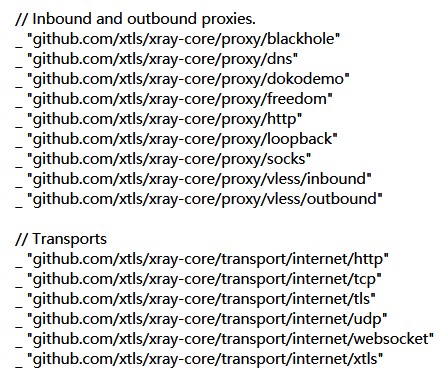 // Inbound and outbound proxies.
_ "github.com/xtls/xray-core/proxy/blackhole"
_ "github.com/xtls/xray-core/proxy/dns"
_ "github.com/xtls/xray-core/proxy/dokodemo"
_ "github.com/xtls/xray-core/proxy/freedom"
_ "github.com/xtls/xray-core/proxy/http"
_ "github.com/xtls/xray-core/proxy/loopback"
_ "github.com/xtls/xray-core/proxy/socks"
_ "github.com/xtls/xray-core/proxy/vless/inbound"
_ "github.com/xtls/xray-core/proxy/vless/outbound"

// Transports
_ "github.com/xtls/xray-core/transport/internet/http"
_ "github.com/xtls/xray-core/transport/internet/tcp"
_ "github.com/xtls/xray-core/transport/internet/tls"
_ "github.com/xtls/xray-core/transport/internet/udp"
_ "github.com/xtls/xray-core/transport/internet/websocket"
_ "github.com/xtls/xray-core/transport/internet/xtls"